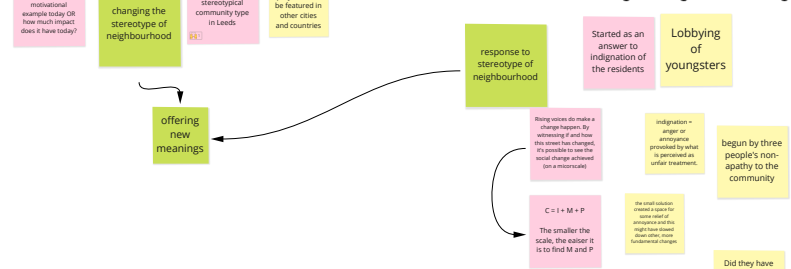 motivational
example today OR
how much impact
does it have today?
changing the
stereotype of
neighbourhood
stereotypical
community type
in Leeds
be featured in
other cities
and countries
offering
new
meanings
response to
stereotype of
neighbourhood
Started as an
answer to
indignation of
the residents
Lobbying
of
youngsters
Rising voices do make a
change happen. By
witnessing if and how
this street has changed,
it's possible to see the
social change achieved
(on a micorscale)
indignation =
anger or
annoyance
provoked by what
is perceived as
unfair treatment.
begun by three
people's non-
apathy to the
community
C = I + M + P
The smaller the
scale, the eaiser it
is to find M and P
the small solution
created a space for
some relief of
annoyance and this
might have slowed
down other, more
fundamental changes
Did they have